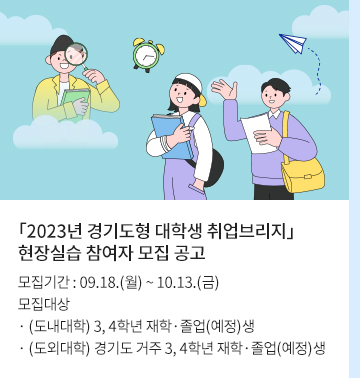 「2023년 경기도형 대학생 취업브리지」
현장실습 참여자 모집 공고
모집기간 : 09.18.(월) ~ 10.13.(금)
모집대상
· (도내대학) 3, 4학년 재학·졸업(예정)생
· (도외대학) 경기도 거주 3, 4학년 재학·졸업(예정)생